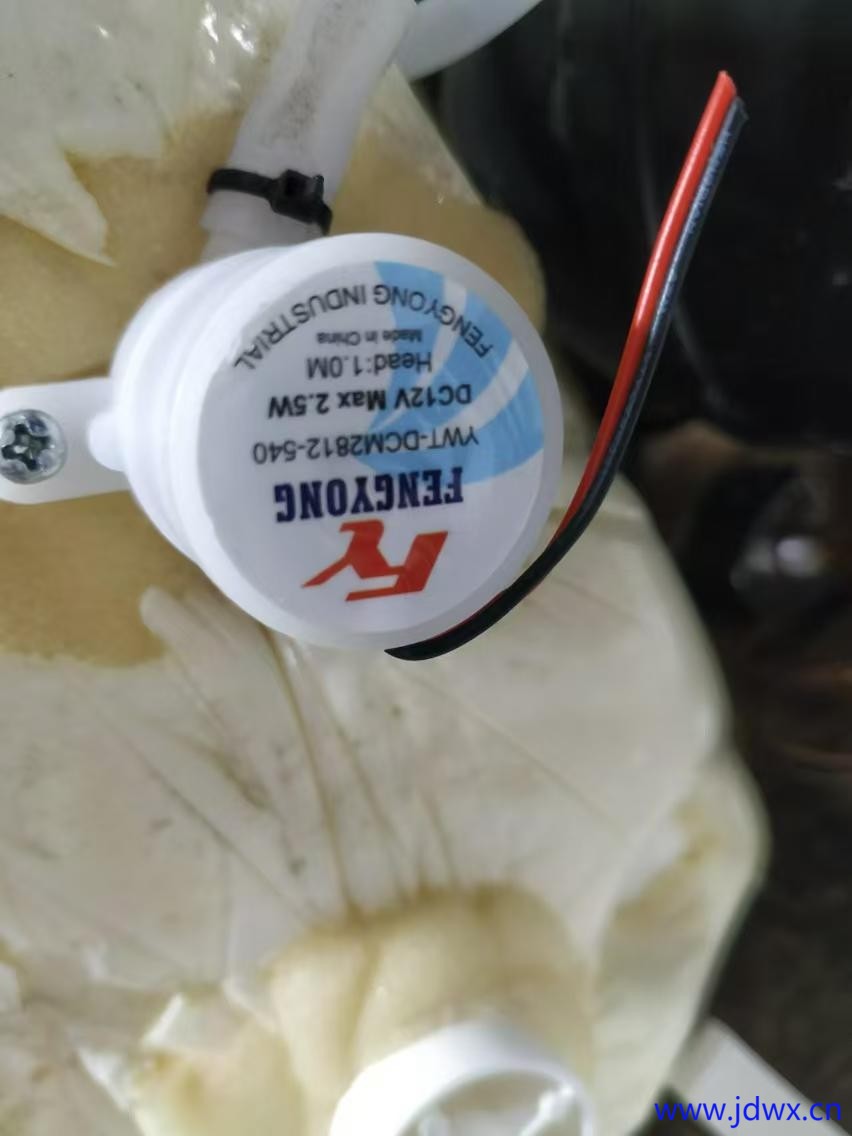 FY
FENGYONG
YWT-DCM2812-540
DC12V Max 2.5W
Head:1.0M
Made in China
FENGYONG INDUSTRIAL
www.jdwx.cn